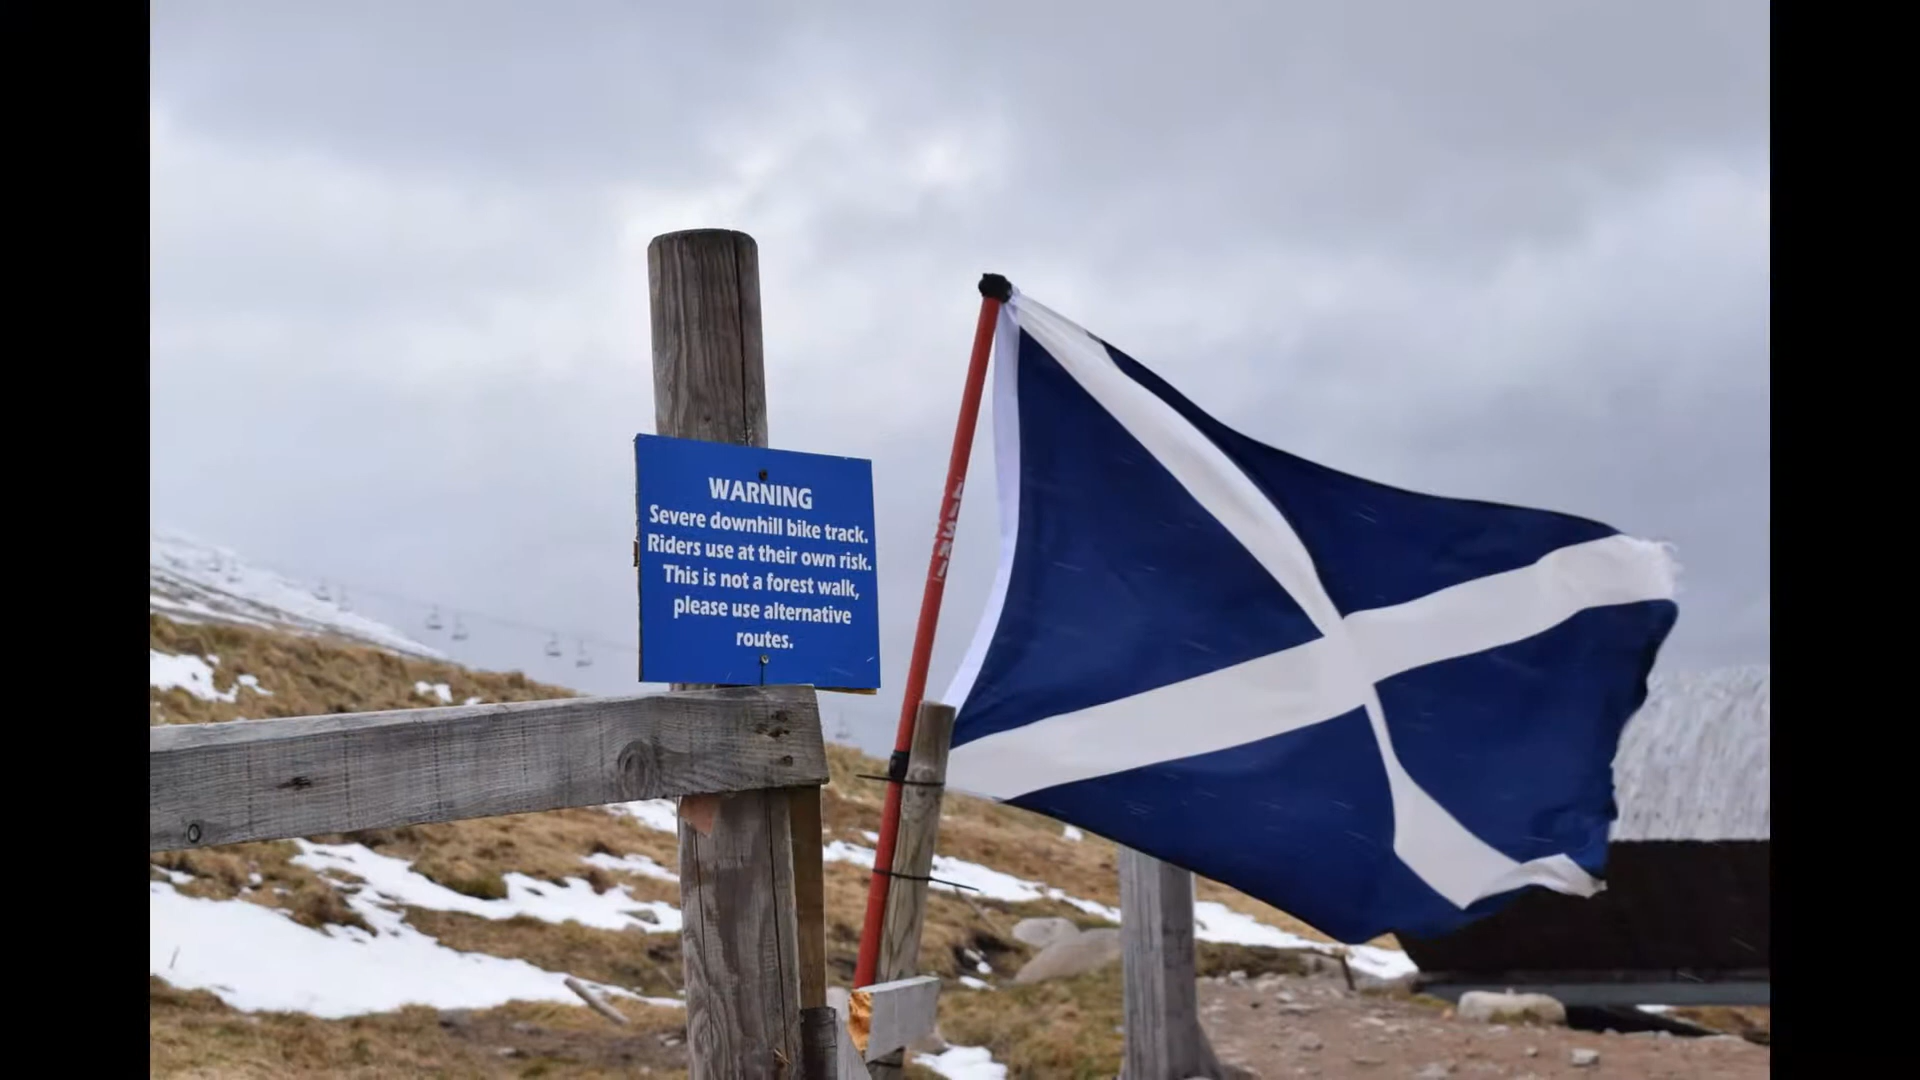 WARNING
Severe downhill bike track.
Riders use at their own risk.
This is not a forest walk,
please use alternative
routes.